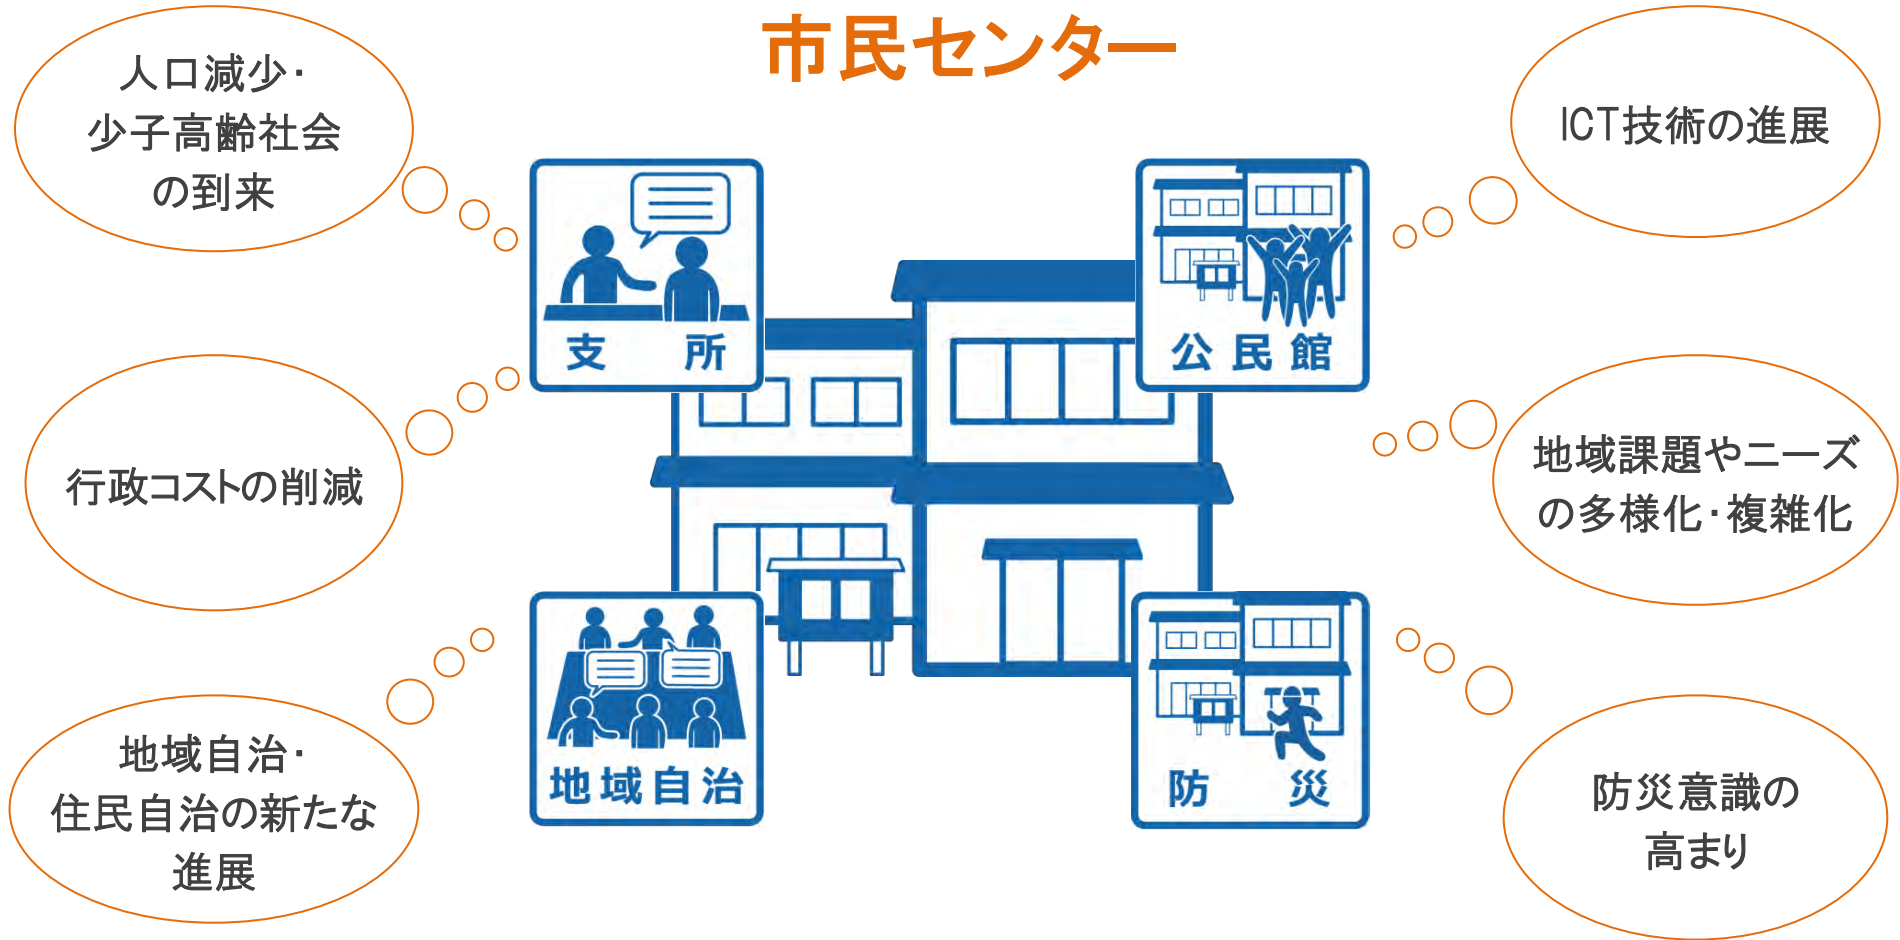 市民センター
人口減少・
少子高齢社会
の到来
ICT技術の進展
支所
公民館
行政コストの削減
地域課題やニーズ
の多様化・複雑化
地域自治・
住民自治の新たな
進展
地域自治
防災
防災意識の
高まり